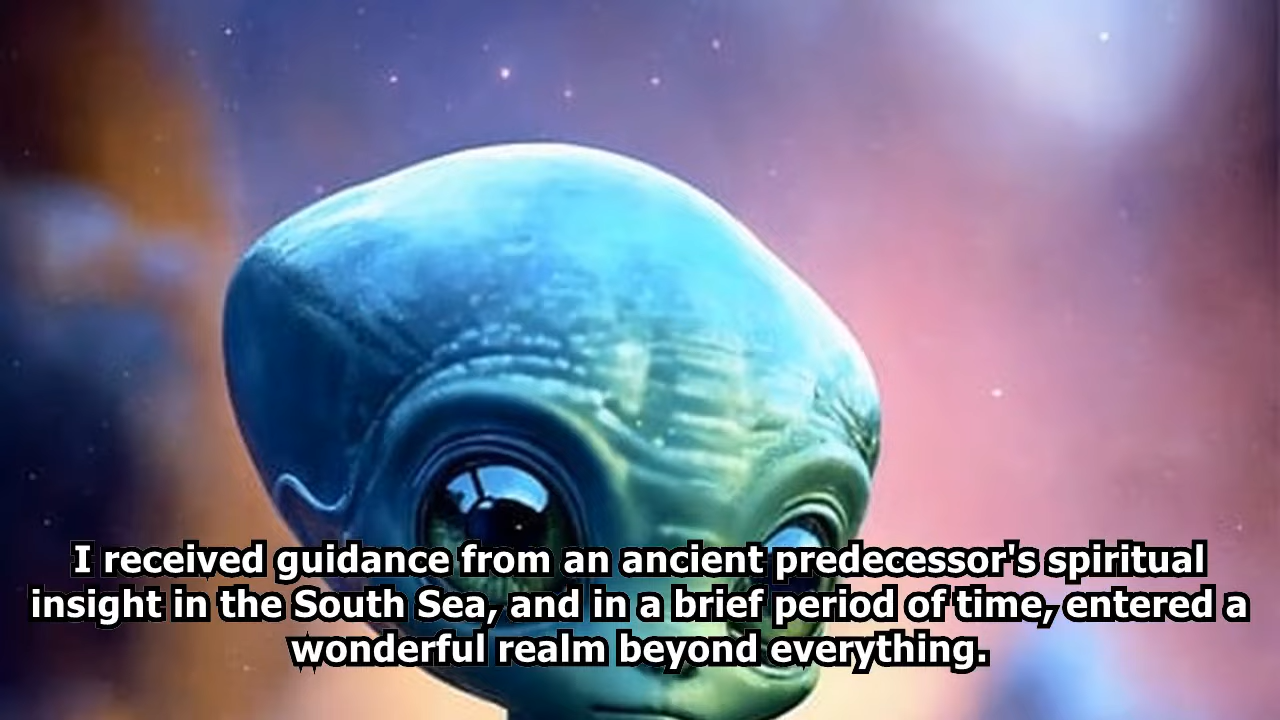 I received guidance from an ancient predecessor's spiritual
insight in the South Sea, and in a brief period of time, entered a
wonderful realm beyond everything.